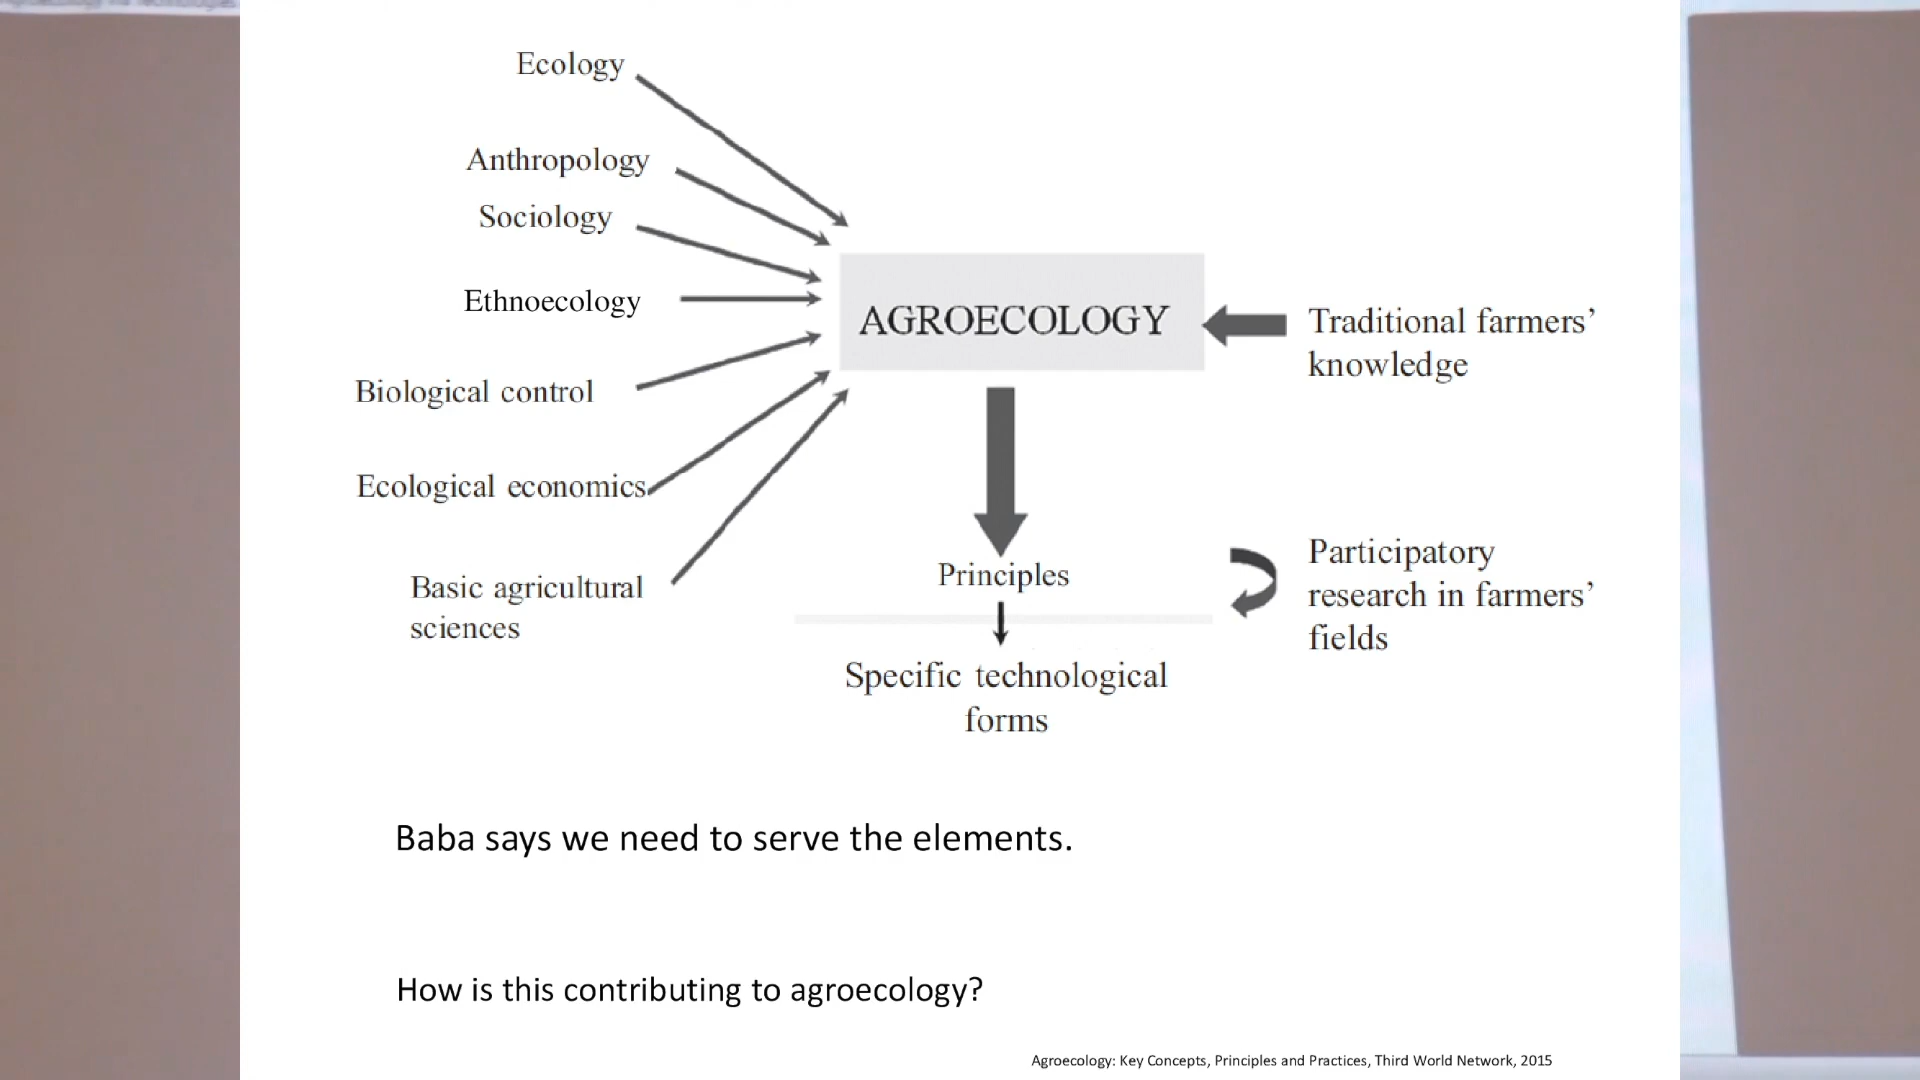 Ecology
Anthropology
Sociology
Ethnoecology
Biological control
Ecological economics
Basic agricultural
sciences
AGROECOLOGY
Traditional farmers’
knowledge
Principles
Specific technological
forms
Participatory
research in farmers’
fields
Baba says we need to serve the elements.
How is this contributing to agroecology?
Agroecology: Key Concepts, Principles and Practices, Third World Network, 2015